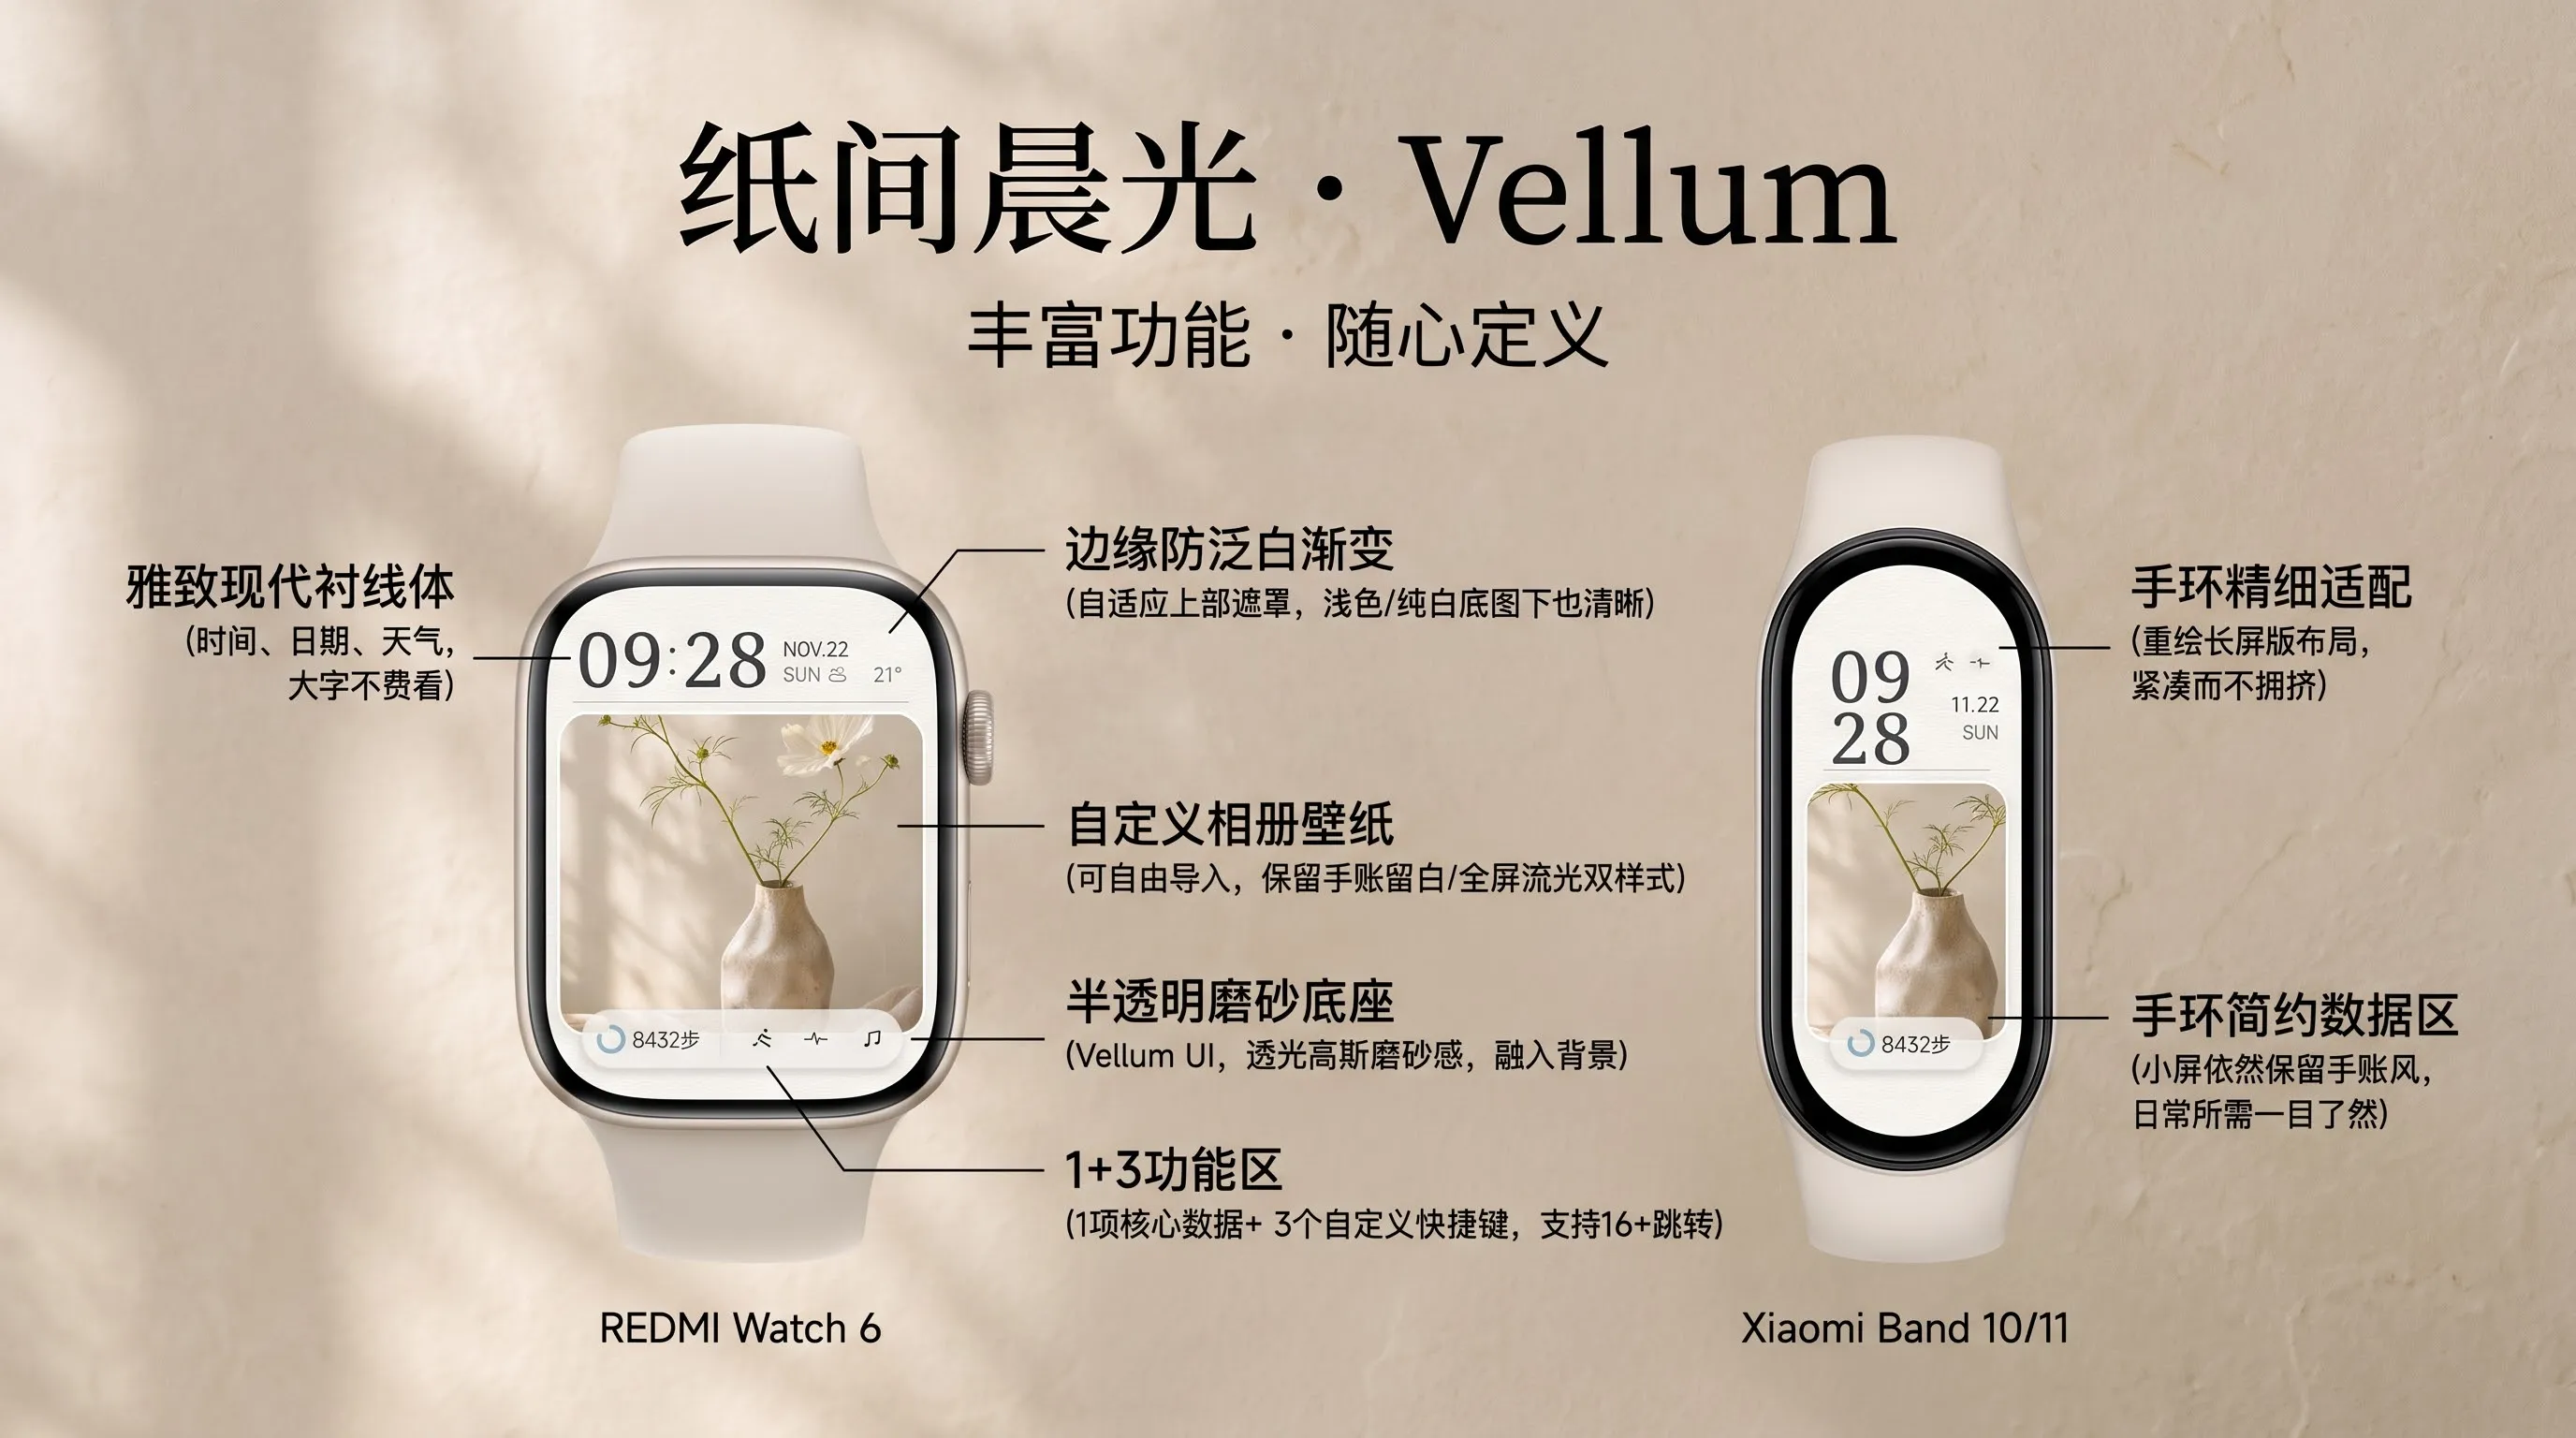 纸间晨光 · Vellum
丰富功能 · 随心定义
雅致现代衬线体
(时间、日期、天气,
大字不费看)
09:28
NOV.22
SUN 21°
8432步
边缘防泛白渐变
(自适应上部遮罩，浅色/纯白底图下也清晰)
自定义相册壁纸
(可自由导入，保留手账留白/全屏流光双样式)
半透明磨砂底座
(Vellum UI，透光高斯磨砂感，融入背景)
1+3功能区
(1项核心数据+ 3个自定义快捷键，支持16+跳转)
REDMI Watch 6
09
28
11.22
SUN
8432步
手环精细适配
(重绘长屏版布局，
紧凑而不拥挤)
手环简约数据区
(小屏依然保留手账风，
日常所需一目了然)
Xiaomi Band 10/11